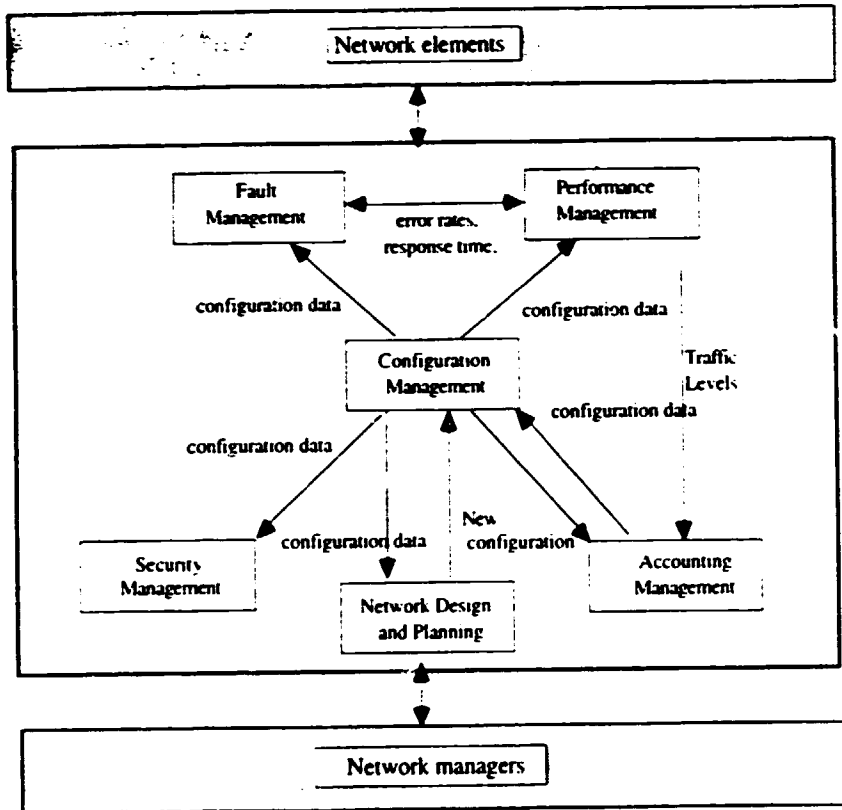 Network elements
Fault
Management
Performance
Management
error rates,
response time.
configuration data
configuration data
Configuration
Management
Traffic
Levels
configuration data
configuration data
New
configuration
configuration data
Security
Management
Accounting
Management
Network Design
and Planning
Network managers